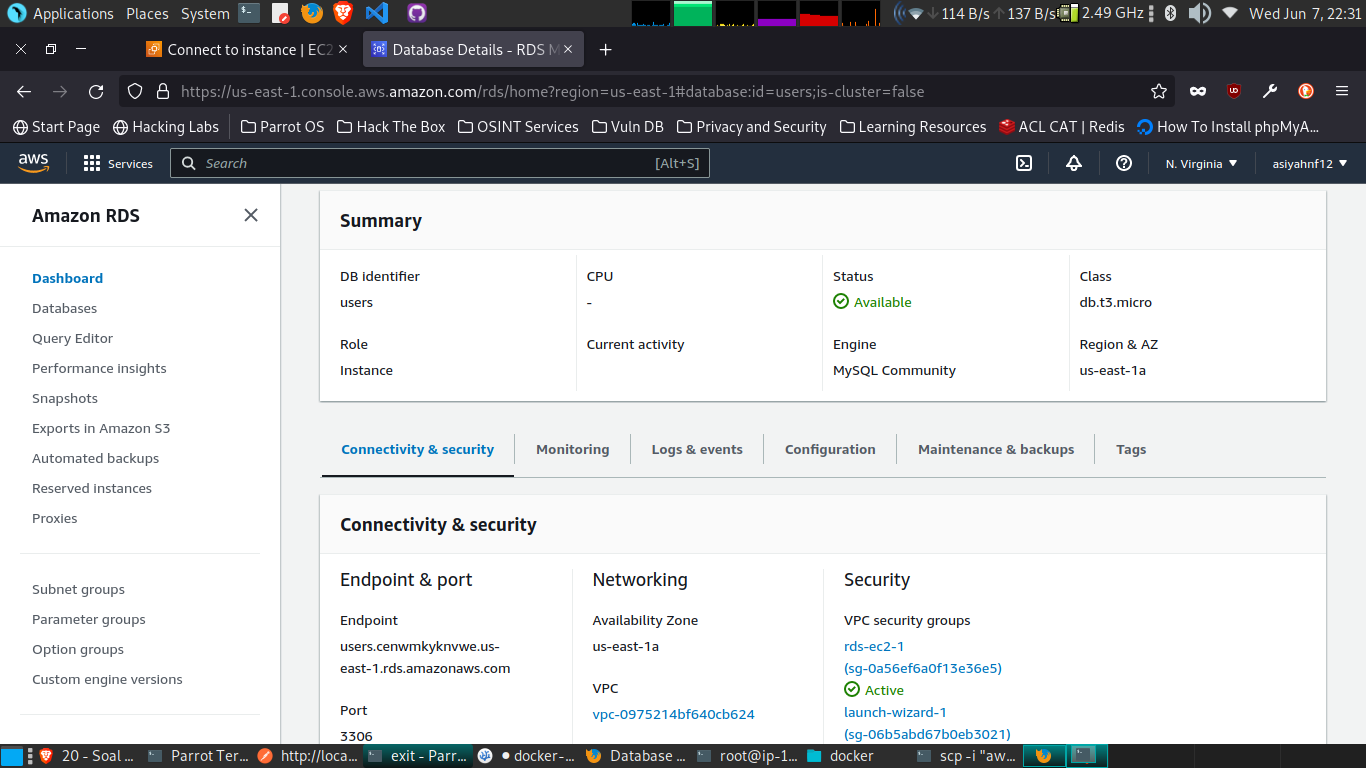 Applications Places System 114 B/s 137 B/s 2.49 GHz Wed Jun 7, 22:31
Connect to instance | EC2 Database Details - RDS M
https://us-east-1.console.aws.amazon.com/rds/home?region=us-east-1#database:id=users;is-cluster=false
Start Page Hacking Labs Parrot OS Hack The Box OSINT Services Vuln DB Privacy and Security Learning Resources ACL CAT | Redis How To Install phpMyA...
aws Services Search [Alt+S] N. Virginia asiyahnf12
Amazon RDS
Dashboard
Databases
Query Editor
Performance insights
Snapshots
Exports in Amazon S3
Automated backups
Reserved instances
Proxies
Subnet groups
Parameter groups
Option groups
Custom engine versions
Summary
DB identifier
users
CPU
-
Status
Available
Class
db.t3.micro
Role
Instance
Current activity
Engine
MySQL Community
Region & AZ
us-east-1a
Connectivity & security Monitoring Logs & events Configuration Maintenance & backups Tags
Connectivity & security
Endpoint & port
Endpoint
users.cenwmkyknvwe.us-
east-1.rds.amazonaws.com
Port
3306
Networking
Availability Zone
us-east-1a
VPC
vpc-0975214bf640cb624
Security
VPC security groups
rds-ec2-1
(sg-0a56ef6a0f13e36e5)
Active
launch-wizard-1
(sg-06b5abd67b0eb3021)
20 - Soal ... Parrot Ter... http://loca... exit - Parr... docker-... Database ... root@ip-1... docker scp -i "aw...